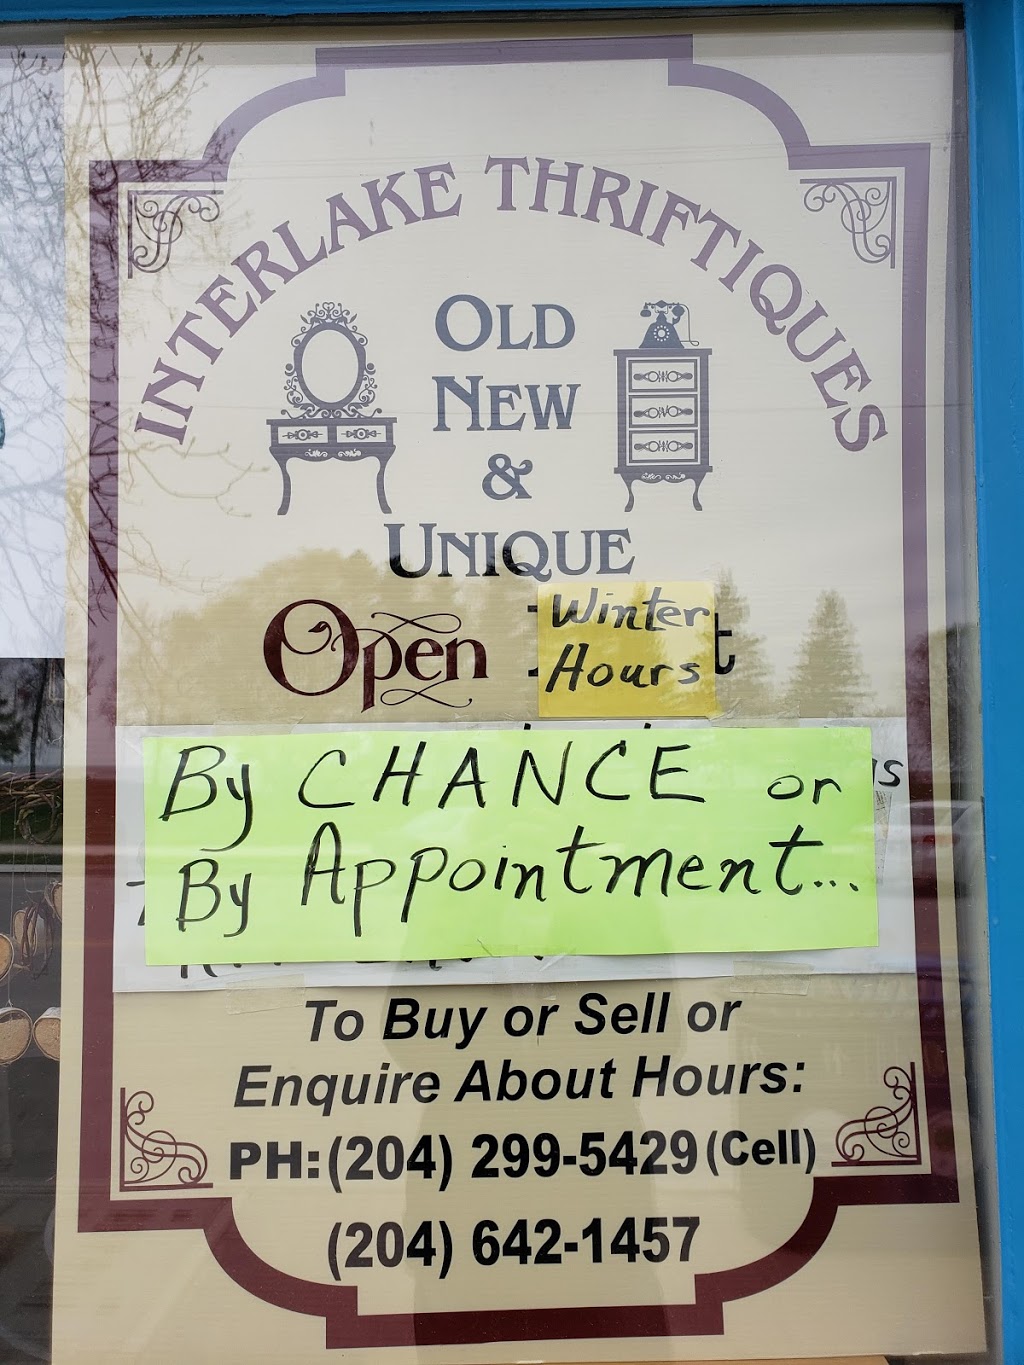 INTERLAKE THRIFTIQUES
OLD
NEW
&
UNIQUE
Open
Winter
Hours
By CHANCE or
By Appointment...
To Buy or Sell or
Enquire About Hours:
PH: (204) 299-5429 (Cell)
(204) 642-1457